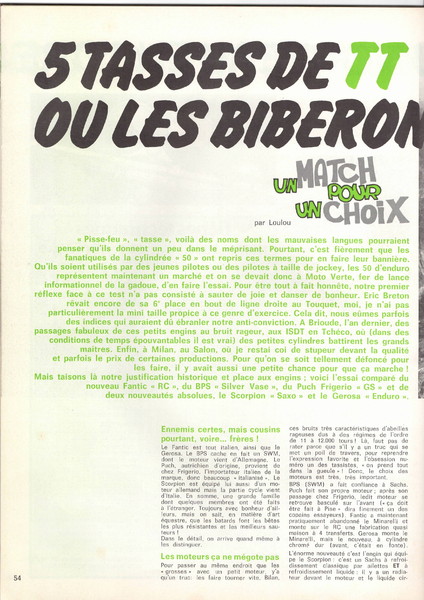 5 TASSES DE TT
OU LES BIBERON
UN MATCH
POUR
UN CHOIX
par Loulou
« Pisse-feu », « tasse », voilà des noms dont les mauvaises langues pourraient
penser qu'ils donnent un peu dans le méprisant. Pourtant, c'est fièrement que les
fanatiques de la cylindrée « 50 » ont repris ces termes pour en faire leur bannière.
Qu'ils soient utilisés par des jeunes pilotes ou des pilotes à taille de jockey, les 50 d'enduro
représentent maintenant un marché et on se devait donc à Moto Verte, fer de lance
informationnel de la gadoue, d'en faire l'essai. Pour être tout à fait honnête, notre premier
réflexe face à ce test n'a pas consisté à sauter de joie et danser de bonheur. Eric Breton
rêvait encore de sa 6e place en bout de ligne droite au Touquet, moi, je n'ai pas
particulièrement la mini taille propice à ce genre d'exercice. Cela dit, nous eûmes parfois
des indices qui auraient dû ébranler notre anti-conviction. A Brioude, l'an dernier, des
passages fabuleux de ces petits engins au bruit rageur, aux ISDT en Tchéco, où (dans des
conditions de temps épouvantables il est vrai) des petites cylindres battirent les grands
maîtres. Enfin, à Milan, au Salon, où je restai coi de stupeur devant la qualité
et parfois le prix de certaines productions. Pour qu'on se soit tellement défoncé pour
les faire, il y avait aussi une petite chance pour que ça marche !
Mais taisons là notre justification historique et place aux engins ; voici l'essai comparé du
nouveau Fantic « RC », du BPS « Silver Vase », du Puch Frigerio « GS » et de
deux nouveautés absolues, le Scorpion « Saxo » et le Gerosa « Enduro ».
Ennemis certes, mais cousins
pourtant, voire... frères !
Le Fantic est tout italien, ainsi que le
Gerosa. Le BPS cache en fait un SWM,
dont le moteur vient d'Allemagne. Le
Puch, autrichien d'origine, provient de
chez Frigerio, l'importateur italien de la
marque, donc beaucoup « italianisé ». Le
Scorpion est équipé lui aussi d'un mo-
teur allemand mais la partie cycle vient
d'Italie. En somme, une grande famille
dont quelques membres ont été faits
à l'étranger. Toujours avec bonheur d'ail-
leurs, mais on sait, en matière d'art
équestre, que les bâtards font les bêtes
les plus résistantes et les meilleurs sau-
teurs !
Dans le détail, on arrive quand même à
les distinguer.
Les moteurs ça ne mégote pas
Pour passer au même endroit que les
« grosses » avec un petit moteur, y'a
qu'un truc: les faire tourner vite. Bilan,
ces bruits très caractéristiques d'abeilles
rageuses dus à des régimes de l'ordre
de 11 à 12.000 tours ! Là, faut pas de
rater parce que s'il y a un truc qui se
met un poil de travers, pour reprendre
l'expression favorite et l'obsession nu-
méro un des tassistes, « on prend tout
dans la gueule » ! Donc, le choix des
moteurs est très, très important.
BPS (SWM) a fait confiance à Sachs.
Puch fait son propre moteur ; après son
passage chez Frigerio, ledit moteur se
retrouve basculé sur l'avant (« ça doit
être fait à Pise » dira finement un des
cousins essayeurs). Fantic a maintenant
pratiquement abandonné le Minarelli et
monte sur le RC une fabrication quasi
maison à 4 transferts. Gerosa monte le
Minarelli, mais le nouveau, à cylindre
chromé dur (avant, c'était en fonte).
L'énorme nouveauté c'est l'engin qui équi-
pe le Scorpion : c'est un Sachs à refroi-
dissement classique par ailettes ET à
refroidissement liquide : il y a un radia-
teur devant le moteur et le liquide cir-
54